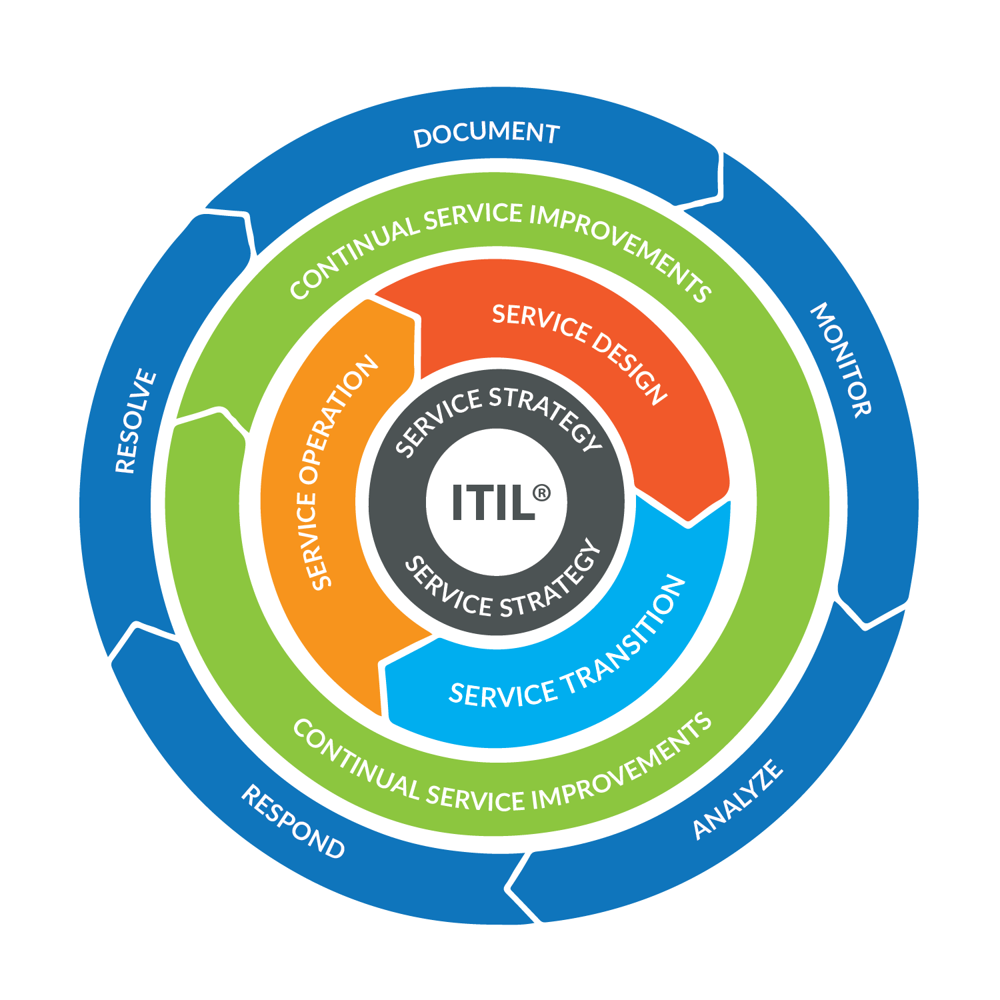 DOCUMENT
MONITOR
ANALYZE
RESPOND
RESOLVE
CONTINUAL SERVICE IMPROVEMENTS
CONTINUAL SERVICE IMPROVEMENTS
SERVICE DESIGN
SERVICE TRANSITION
SERVICE OPERATION
SERVICE STRATEGY
ITIL®
SERVICE STRATEGY